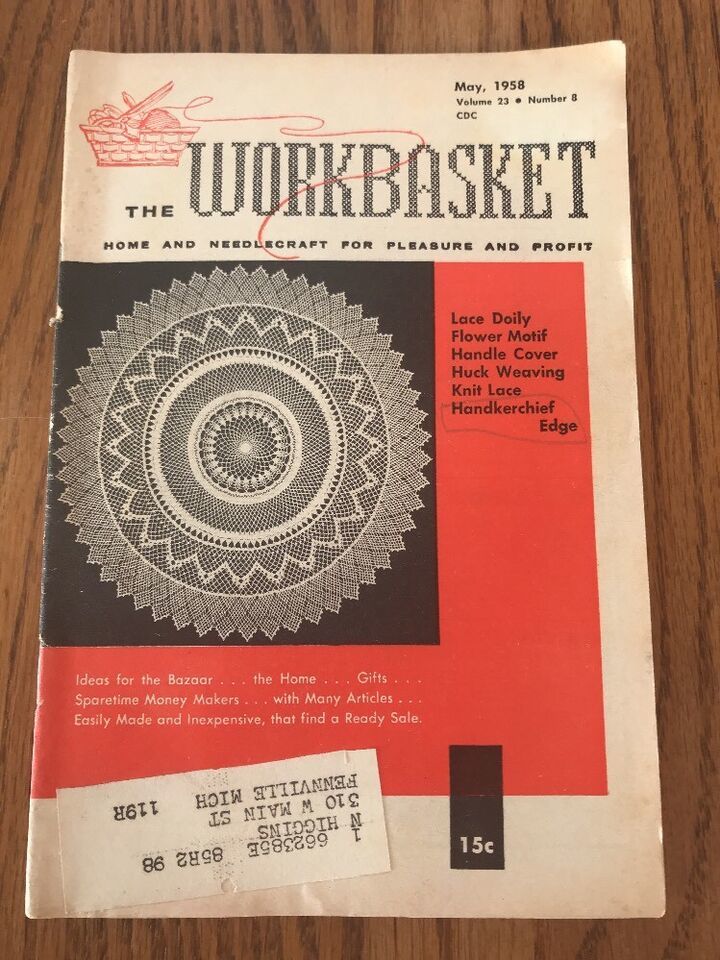 May, 1958
Volume 23 • Number 8
CDC
THE WORKBASKET
HOME AND NEEDLECRAFT FOR PLEASURE AND PROFIT
Lace Doily
Flower Motif
Handle Cover
Huck Weaving
Knit Lace
Handkerchief
Edge
Ideas for the Bazaar . . . the Home . . . Gifts . . .
Sparetime Money Makers . . . with Many Articles . . .
Easily Made and Inexpensive, that find a Ready Sale.
15c
662385E 85R2 98
1
N HIGGINS
310 W MAIN ST
FENNVILLE MICH 119R